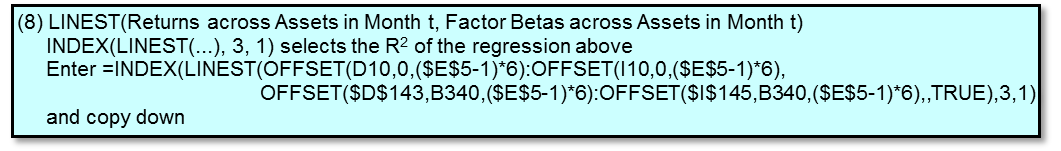 (8) LINEST(Returns across Assets in Month t, Factor Betas across Assets in Month t)
INDEX(LINEST(...), 3, 1) selects the R² of the regression above
Enter =INDEX(LINEST(OFFSET(D10,0,($E$5-1)*6):OFFSET(I10,0,($E$5-1)*6),
OFFSET($D$143,B340,($E$5-1)*6):OFFSET($I$145,B340,($E$5-1)*6),,TRUE),3,1)
and copy down